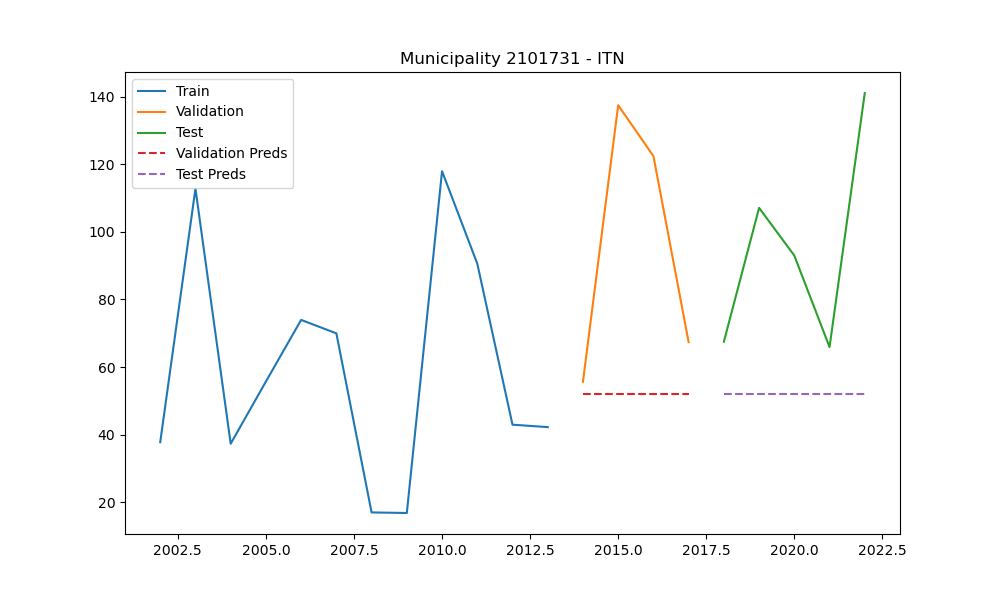 Municipality 2101731 - ITN
Train
Validation
Test
Validation Preds
Test Preds
140
120
100
80
60
40
20
2002.5 2005.0 2007.5 2010.0 2012.5 2015.0 2017.5 2020.0 2022.5